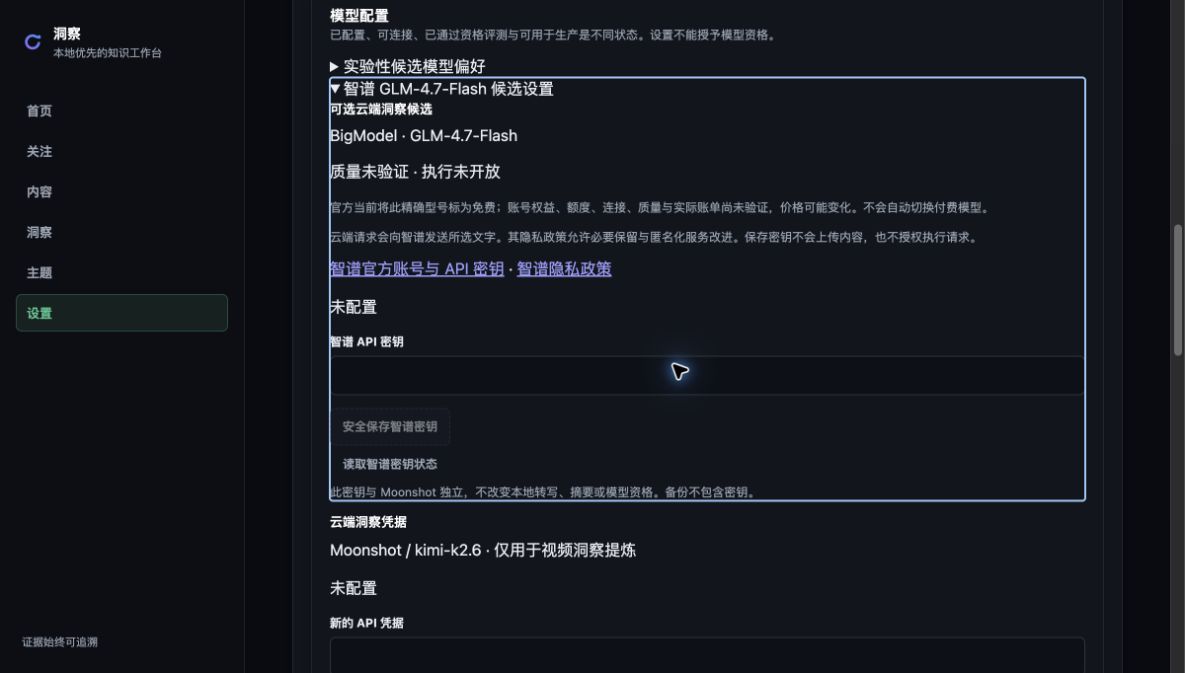 洞察
本地优先的知识工作台
首页
关注
内容
洞察
主题
设置
证据始终可追溯
模型配置
已配置、可连接、已通过资格评测与可用于生产是不同状态。设置不能授予模型资格。
实验性候选模型偏好
智谱 GLM-4.7-Flash 候选设置
可选云端洞察候选
BigModel · GLM-4.7-Flash
质量未验证 · 执行未开放
官方当前将此精确型号标为免费；账号权益、额度、连接、质量与实际账单尚未验证，价格可能变化。不会自动切换付费模型。
云端请求会向智谱发送所选文字。其隐私政策允许必要保留与匿名化服务改进。保存密钥不会上传内容，也不授权执行请求。
智谱官方账号与 API 密钥 · 智谱隐私政策
未配置
智谱 API 密钥
安全保存智谱密钥
读取智谱密钥状态
此密钥与 Moonshot 独立，不改变本地转写、摘要或模型资格。备份不包含密钥。
云端洞察凭据
Moonshot / kimi-k2.6 · 仅用于视频洞察提炼
未配置
新的 API 凭据